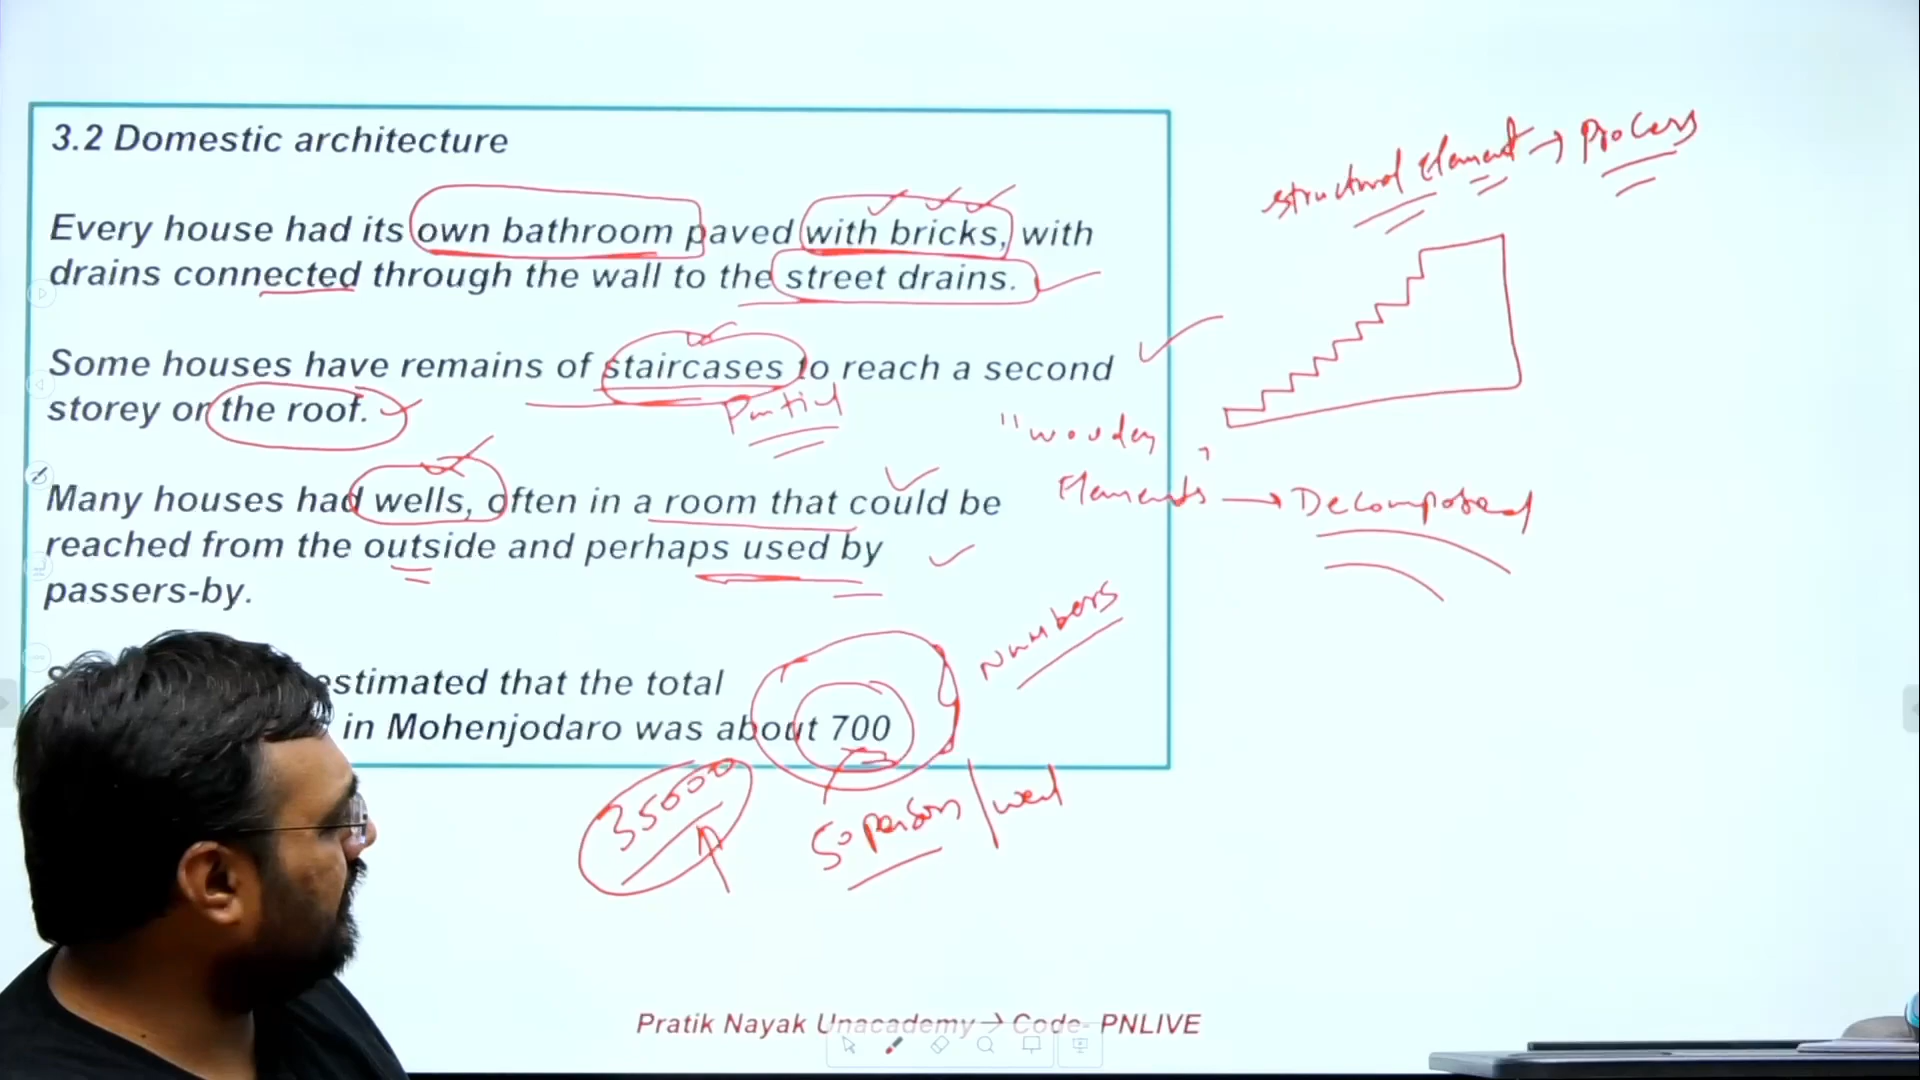 3.2 Domestic architecture
structural Element → Process
Every house had its own bathroom paved with bricks, with
drains connected through the wall to the street drains.
Some houses have remains of staircases to reach a second
storey or the roof.
Partial
"wooden
Elements" → Decomposed
Many houses had wells, often in a room that could be
reached from the outside and perhaps used by
passers-by.
Numbers
estimated that the total
in Mohenjodaro was about 700
35000
50 person / well
Pratik Nayak Unacademy→ Code- PNLIVE